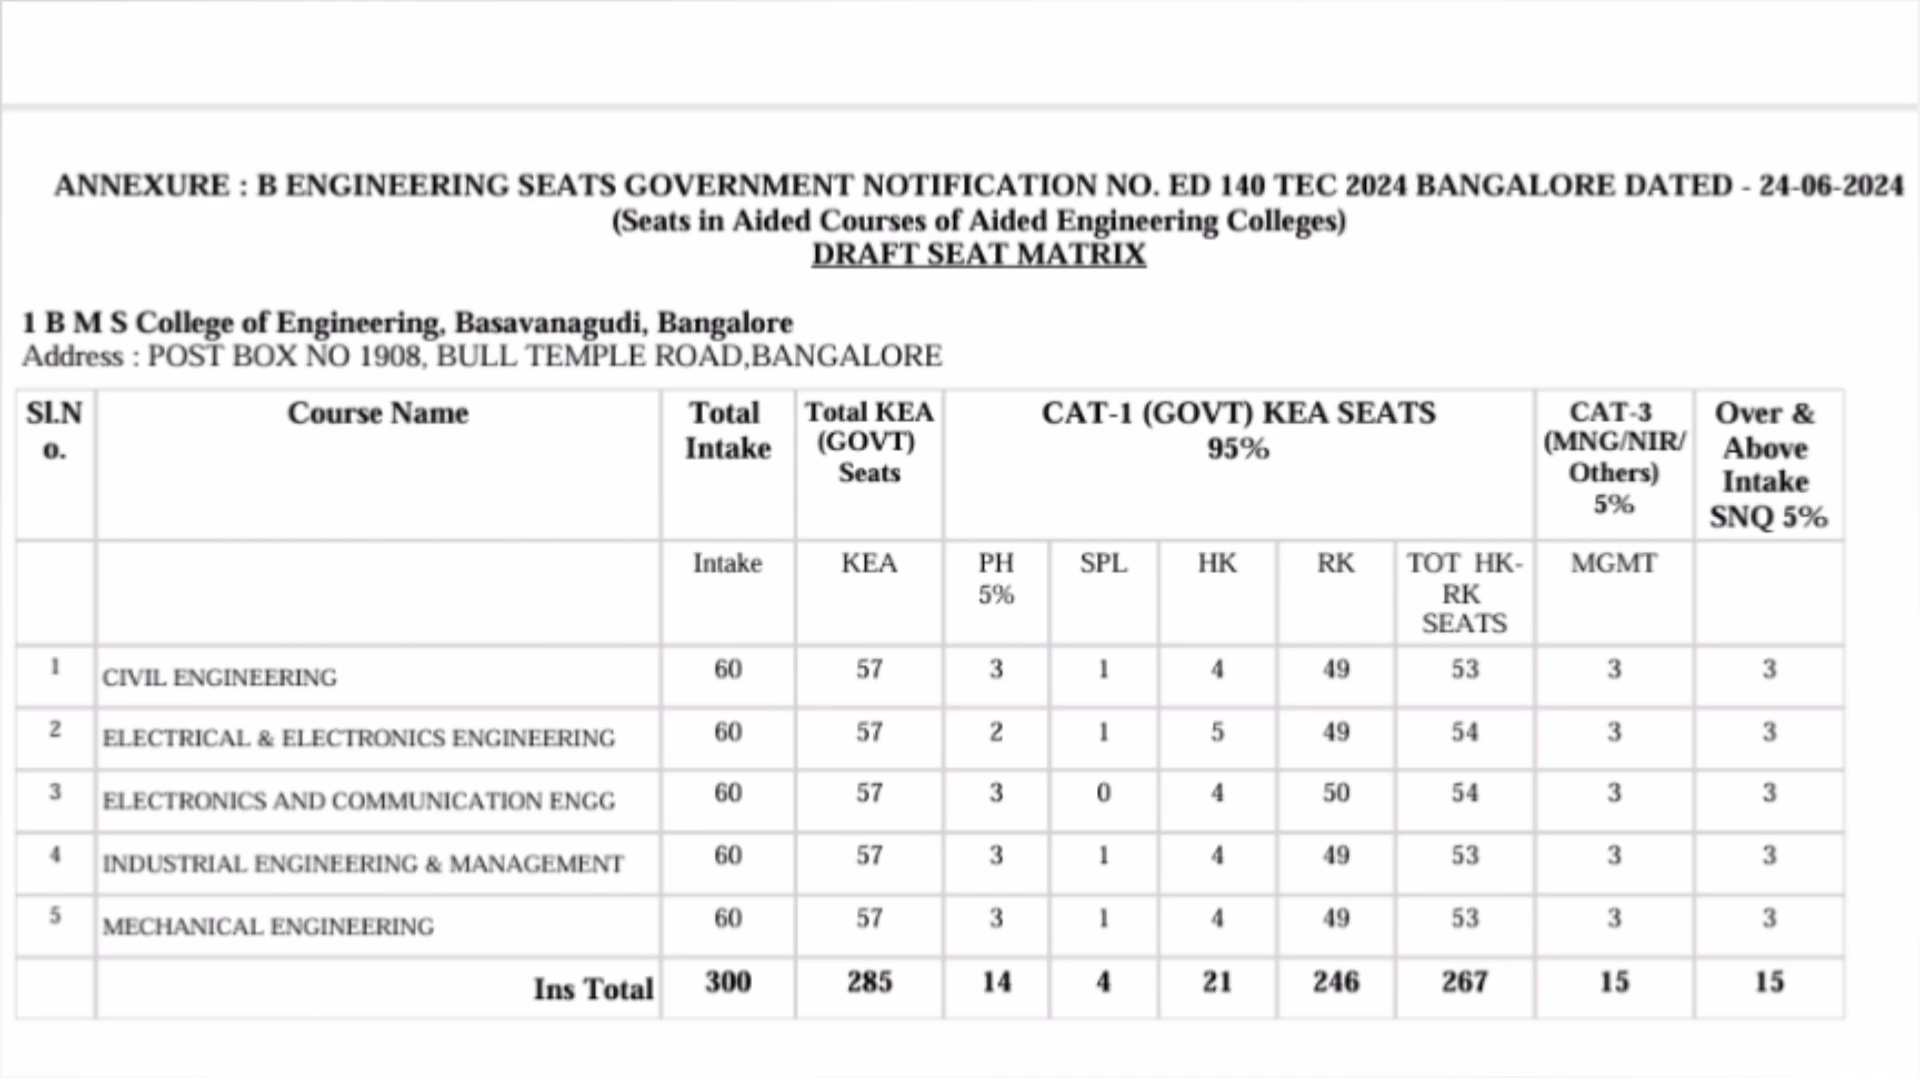 ANNEXURE : B ENGINEERING SEATS GOVERNMENT NOTIFICATION NO. ED 140 TEC 2024 BANGALORE DATED - 24-06-2024
(Seats in Aided Courses of Aided Engineering Colleges)
DRAFT SEAT MATRIX
1 B M S College of Engineering, Basavanagudi, Bangalore
Address : POST BOX NO 1908, BULL TEMPLE ROAD,BANGALORE
Sl.N
o.
Course Name
Total
Intake
Total KEA
(GOVT)
Seats
CAT-1 (GOVT) KEA SEATS
95%
CAT-3
(MNG/NIR/
Others)
5%
Over &
Above
Intake
SNQ 5%
Intake
KEA
PH
5%
SPL
HK
RK
TOT HK-
RK
SEATS
MGMT
1 CIVIL ENGINEERING 60 57 3 1 4 49 53 3 3
2 ELECTRICAL & ELECTRONICS ENGINEERING 60 57 2 1 5 49 54 3 3
3 ELECTRONICS AND COMMUNICATION ENGG 60 57 3 0 4 50 54 3 3
4 INDUSTRIAL ENGINEERING & MANAGEMENT 60 57 3 1 4 49 53 3 3
5 MECHANICAL ENGINEERING 60 57 3 1 4 49 53 3 3
Ins Total 300 285 14 4 21 246 267 15 15